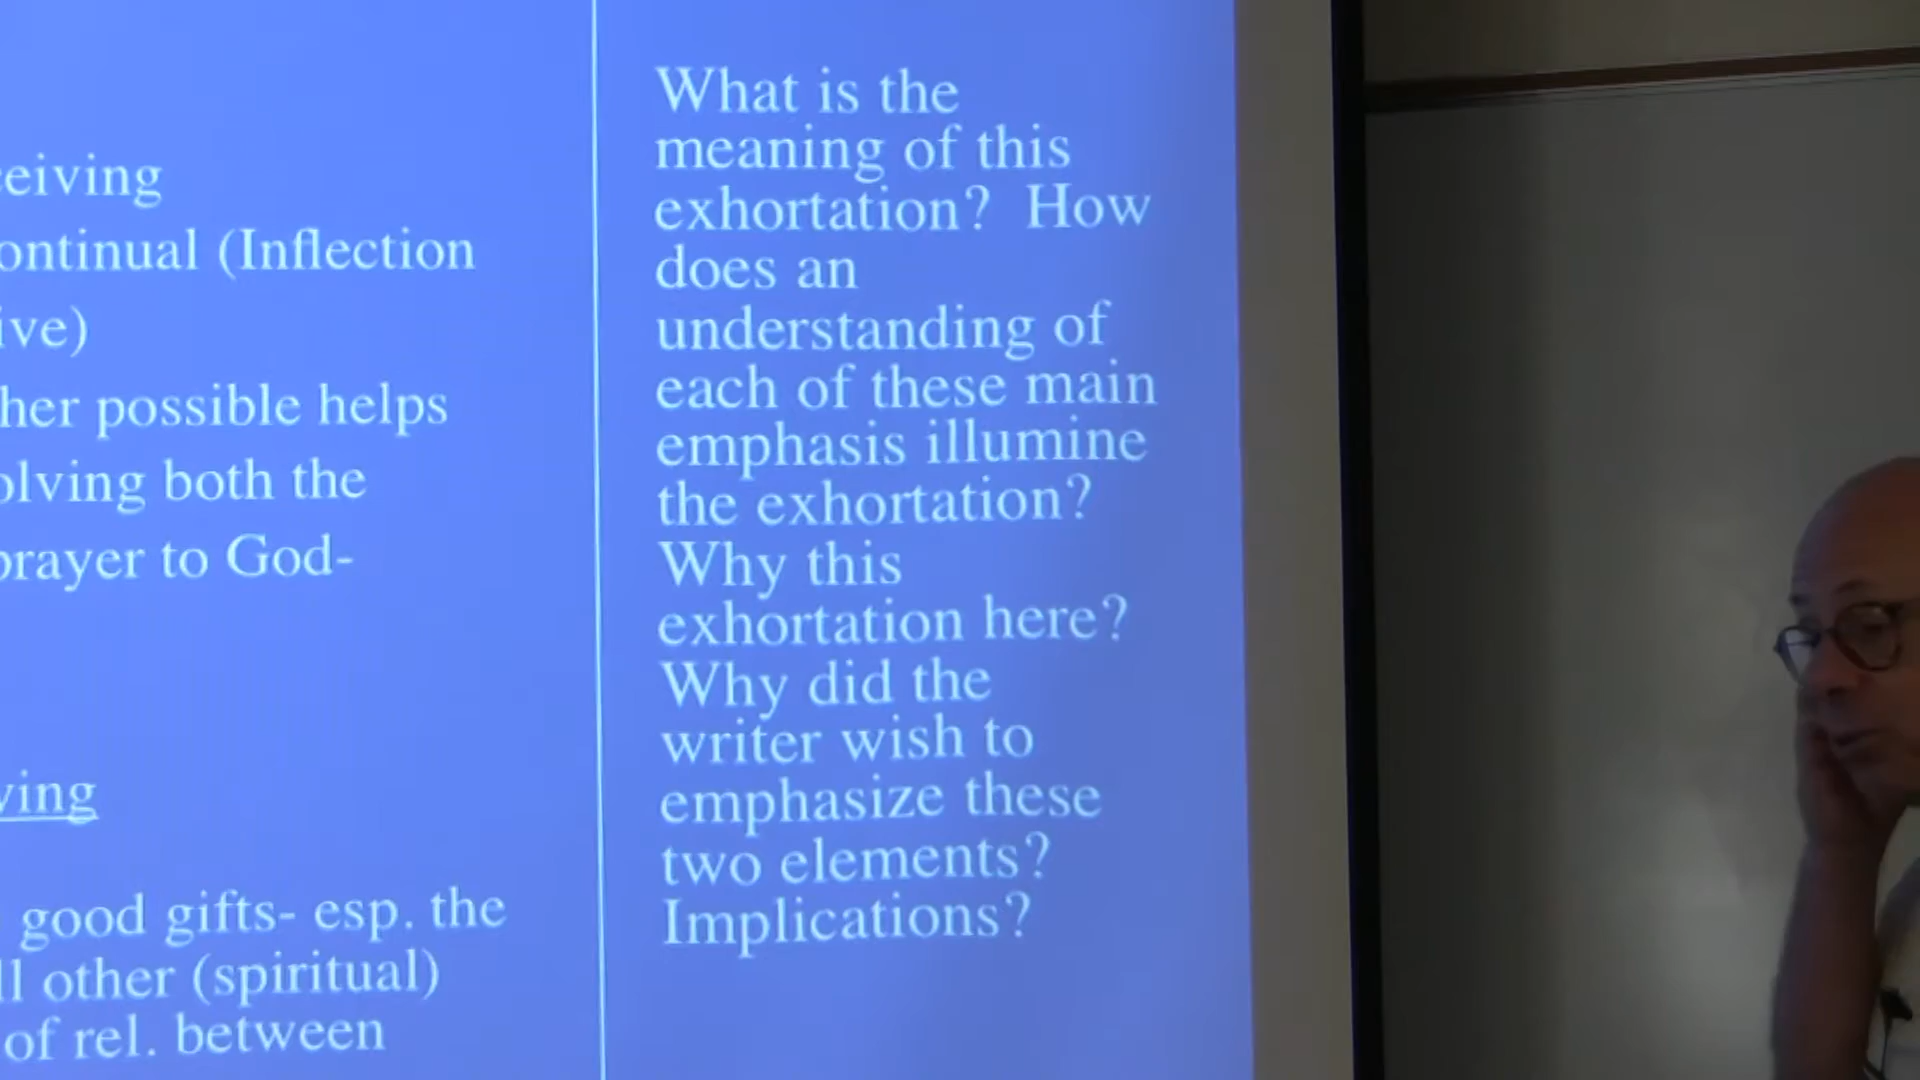 eiving
ontinual (Inflection
ive)
her possible helps
olving both the
prayer to God-
ving
good gifts- esp. the
ll other (spiritual)
of rel. between
What is the
meaning of this
exhortation? How
does an
understanding of
each of these main
emphasis illumine
the exhortation?
Why this
exhortation here?
Why did the
writer wish to
emphasize these
two elements?
Implications?